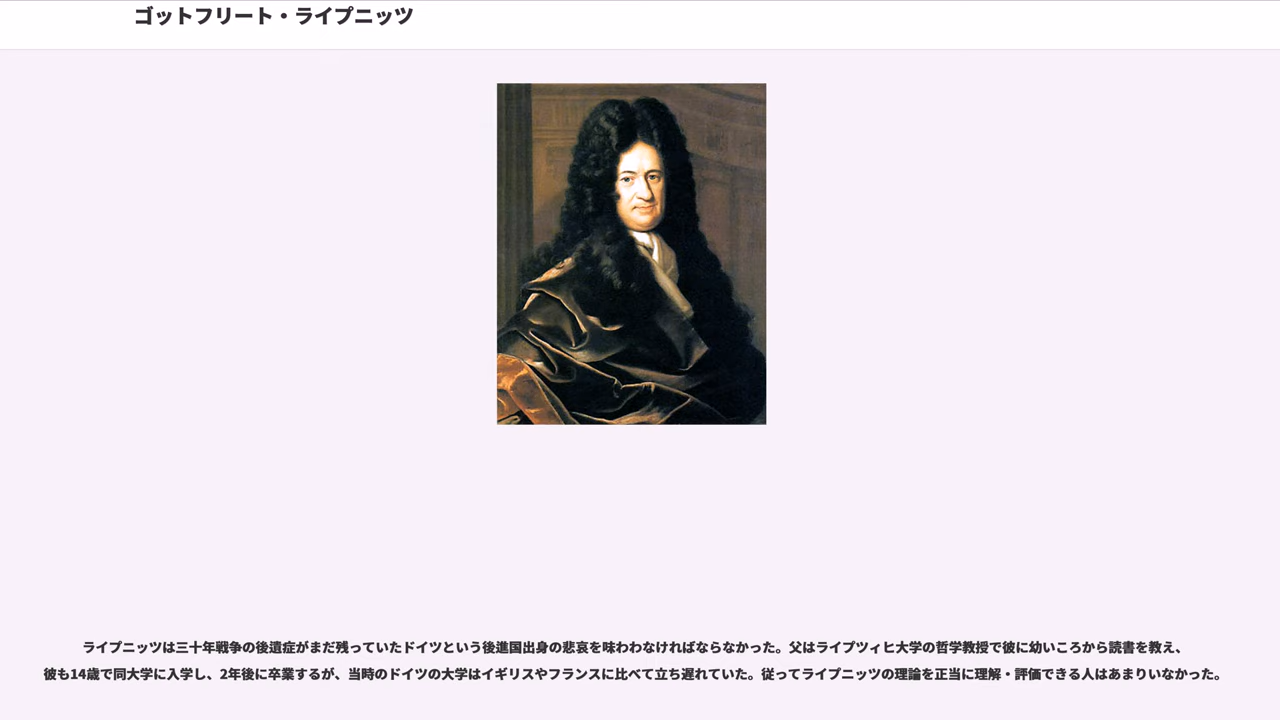 ゴットフリート・ライプニッツ
ライプニッツは三十年戦争の後遺症がまだ残っていたドイツという後進国出身の悲哀を味わわなければならなかった。父はライプツィヒ大学の哲学教授で彼に幼いころから読書を教え、
彼も14歳で同大学に入学し、2年後に卒業するが、当時のドイツの大学はイギリスやフランスに比べて立ち遅れていた。従ってライプニッツの理論を正当に理解・評価できる人はあまりいなかった。